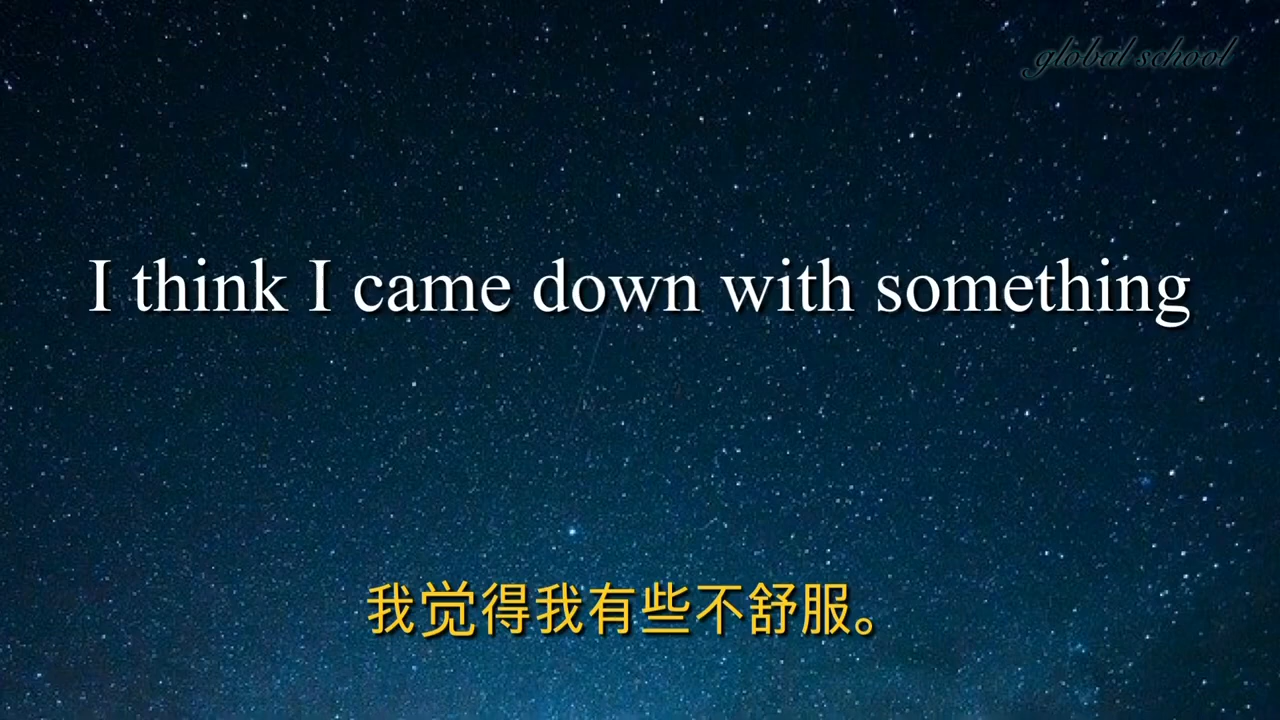 global school
I think I came down with something
我觉得我有些不舒服。